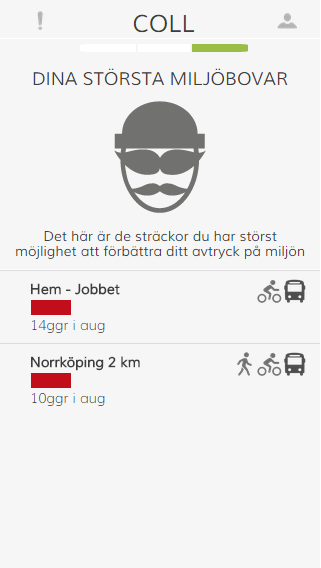 COLL
DINA STÖRSTA MILJÖBOVAR
Det här är de sträckor du har störst
möjlighet att förbättra ditt avtryck på miljön
Hem - Jobbet
14ggr i aug
Norrköping 2 km
10ggr i aug